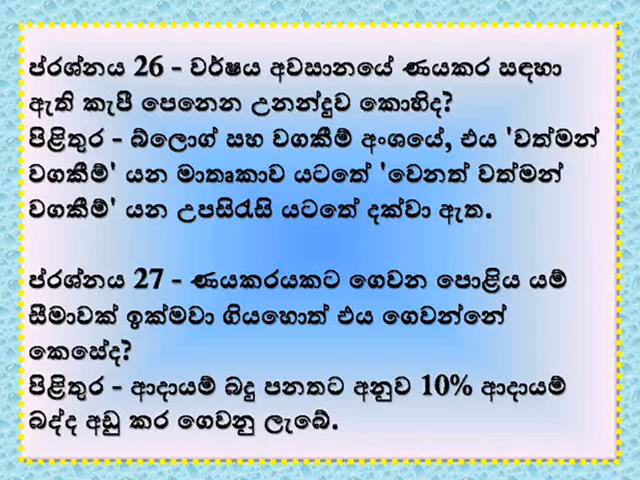 ප්රශ්නය 26 - වර්ෂය අවසානයේ ණයකර සඳහා
ඇති කැපී පෙනෙන උනන්දුව කොහිද?
පිළිතුර - බ්ලොග් සහ වගකීම් අංශයේ, එය 'වත්මන්
වගකීම්' යන මාතෘකාව යටතේ 'වෙනත් වත්මන්
වගකීම්' යන උපසිරැසි යටතේ දක්වා ඇත.
ප්රශ්නය 27 - ණයකරයකට ගෙවන පොළිය යම්
සීමාවක් ඉක්මවා ගියහොත් එය ගෙවන්නේ
කෙසේද?
පිළිතුර - ආදායම් බදු පනතට අනුව 10% ආදායම්
බද්ද අඩු කර ගෙවනු ලැබේ.